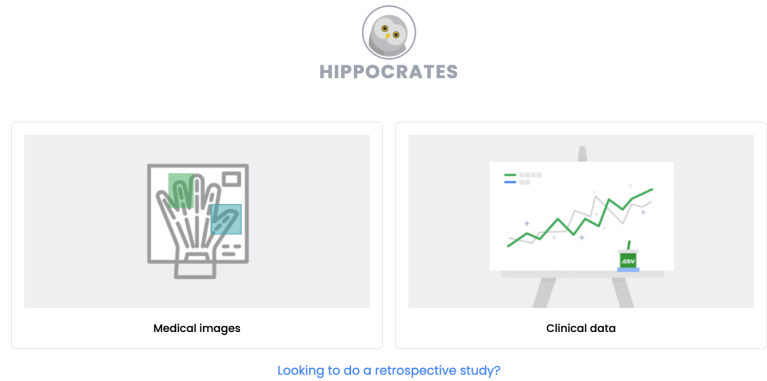 HIPPOCRATES
.CSV
Medical images
Clinical data
Looking to do a retrospective study?